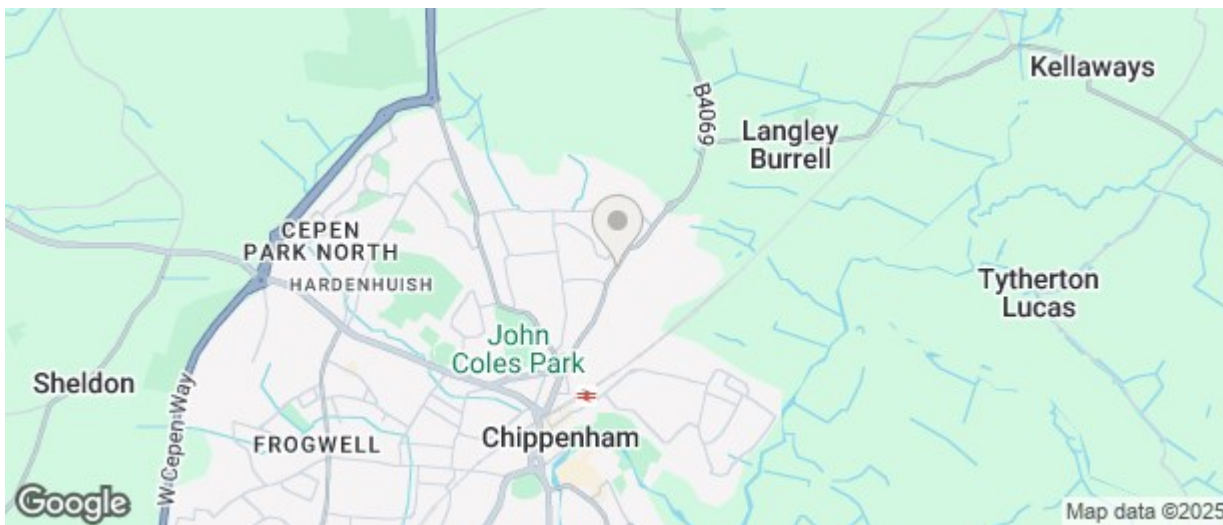 Kellaways
B4069
Langley
Burrell
CEPEN
PARK NORTH
HARDENHUISH
Tytherton
Lucas
John
Coles Park
Sheldon
W Cepen Way
FROGWELL
Chippenham
Google
Map data ©2025